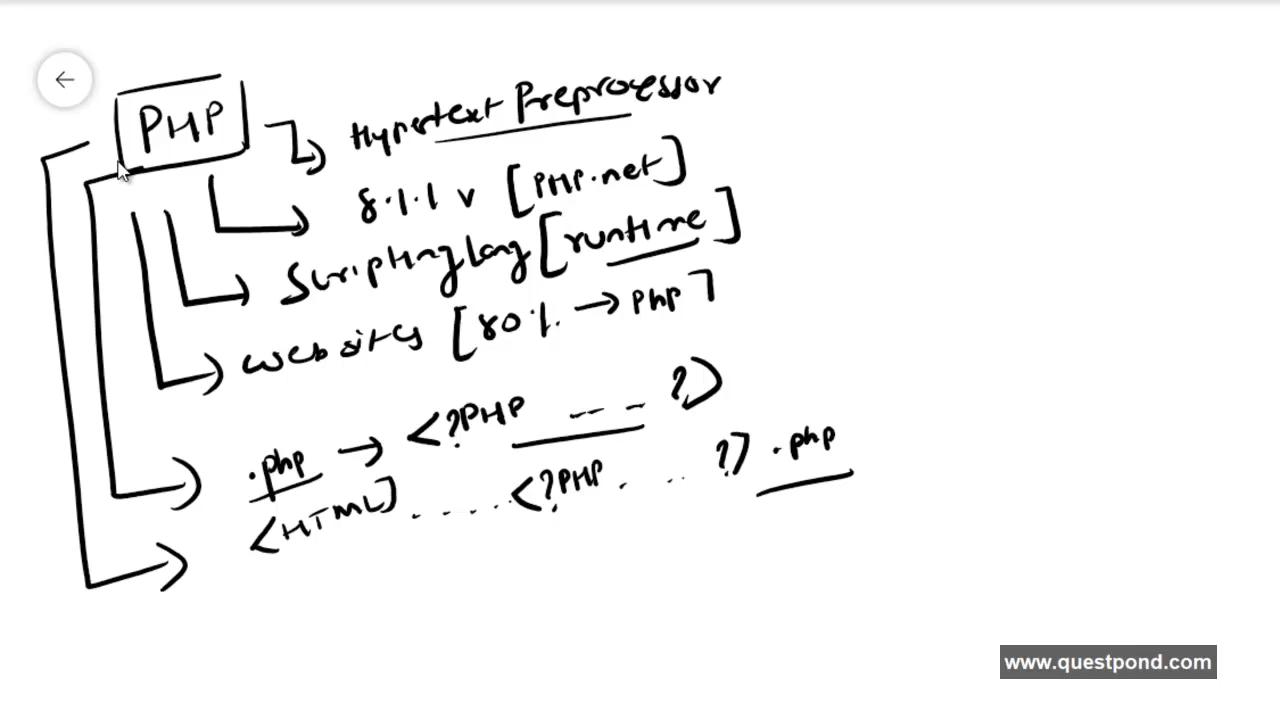 PHP
Hypertext Preprocessor
8.1.1 v [PHP.net]
Scripting Lang [runtime]
websites [80% → PHP]
.php → <?PHP --- ?>
<HTML> ..... <?PHP . .. ?> .php
www.questpond.com